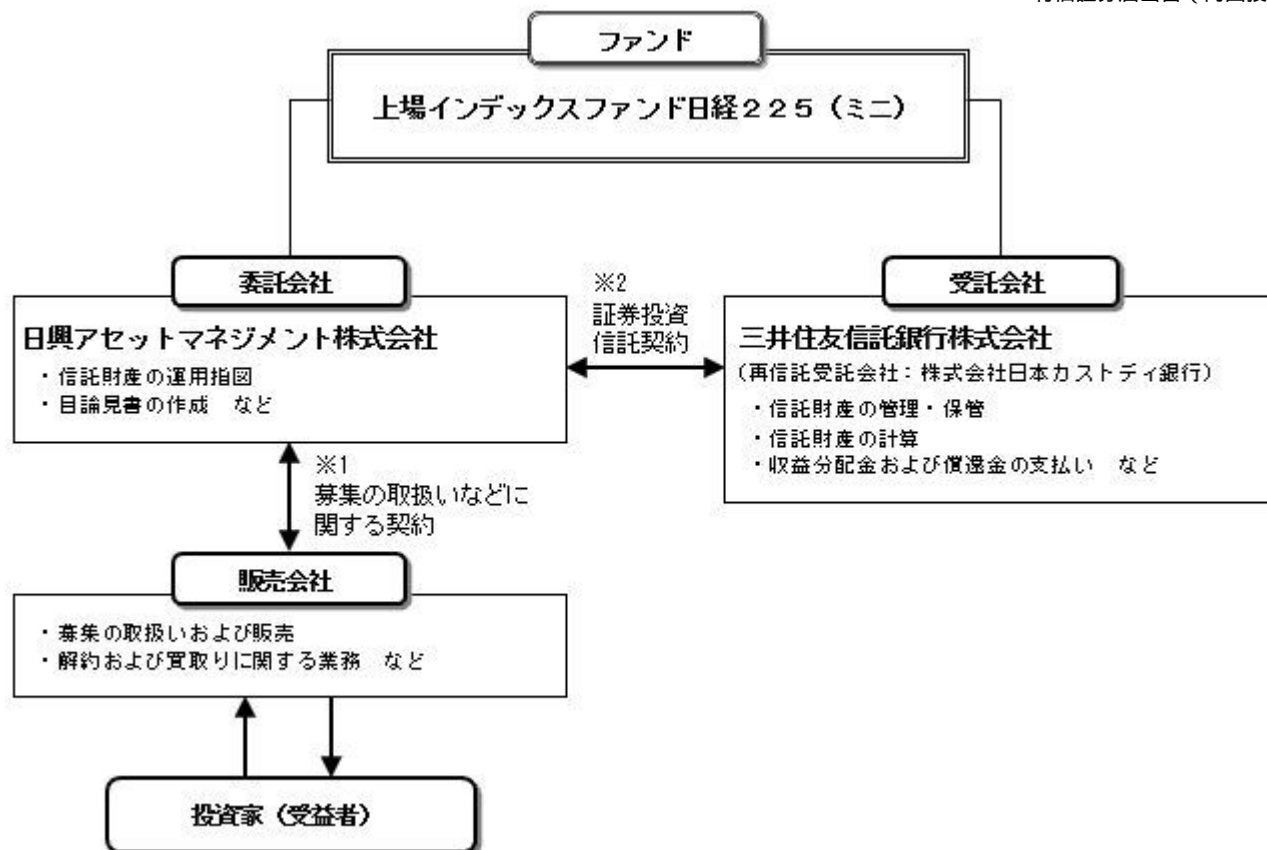 ファンド
上場インデックスファンド日経225（ミニ）
委託会社
日興アセットマネジメント株式会社
・信託財産の運用指図
・目論見書の作成　など
※2
証券投資
信託契約
受託会社
三井住友信託銀行株式会社
（再信託受託会社：株式会社日本カストディ銀行）
・信託財産の管理・保管
・信託財産の計算
・収益分配金および償還金の支払い　など
※1
募集の取扱いなどに
関する契約
販売会社
・募集の取扱いおよび販売
・解約および買取りに関する業務　など
投資家（受益者）